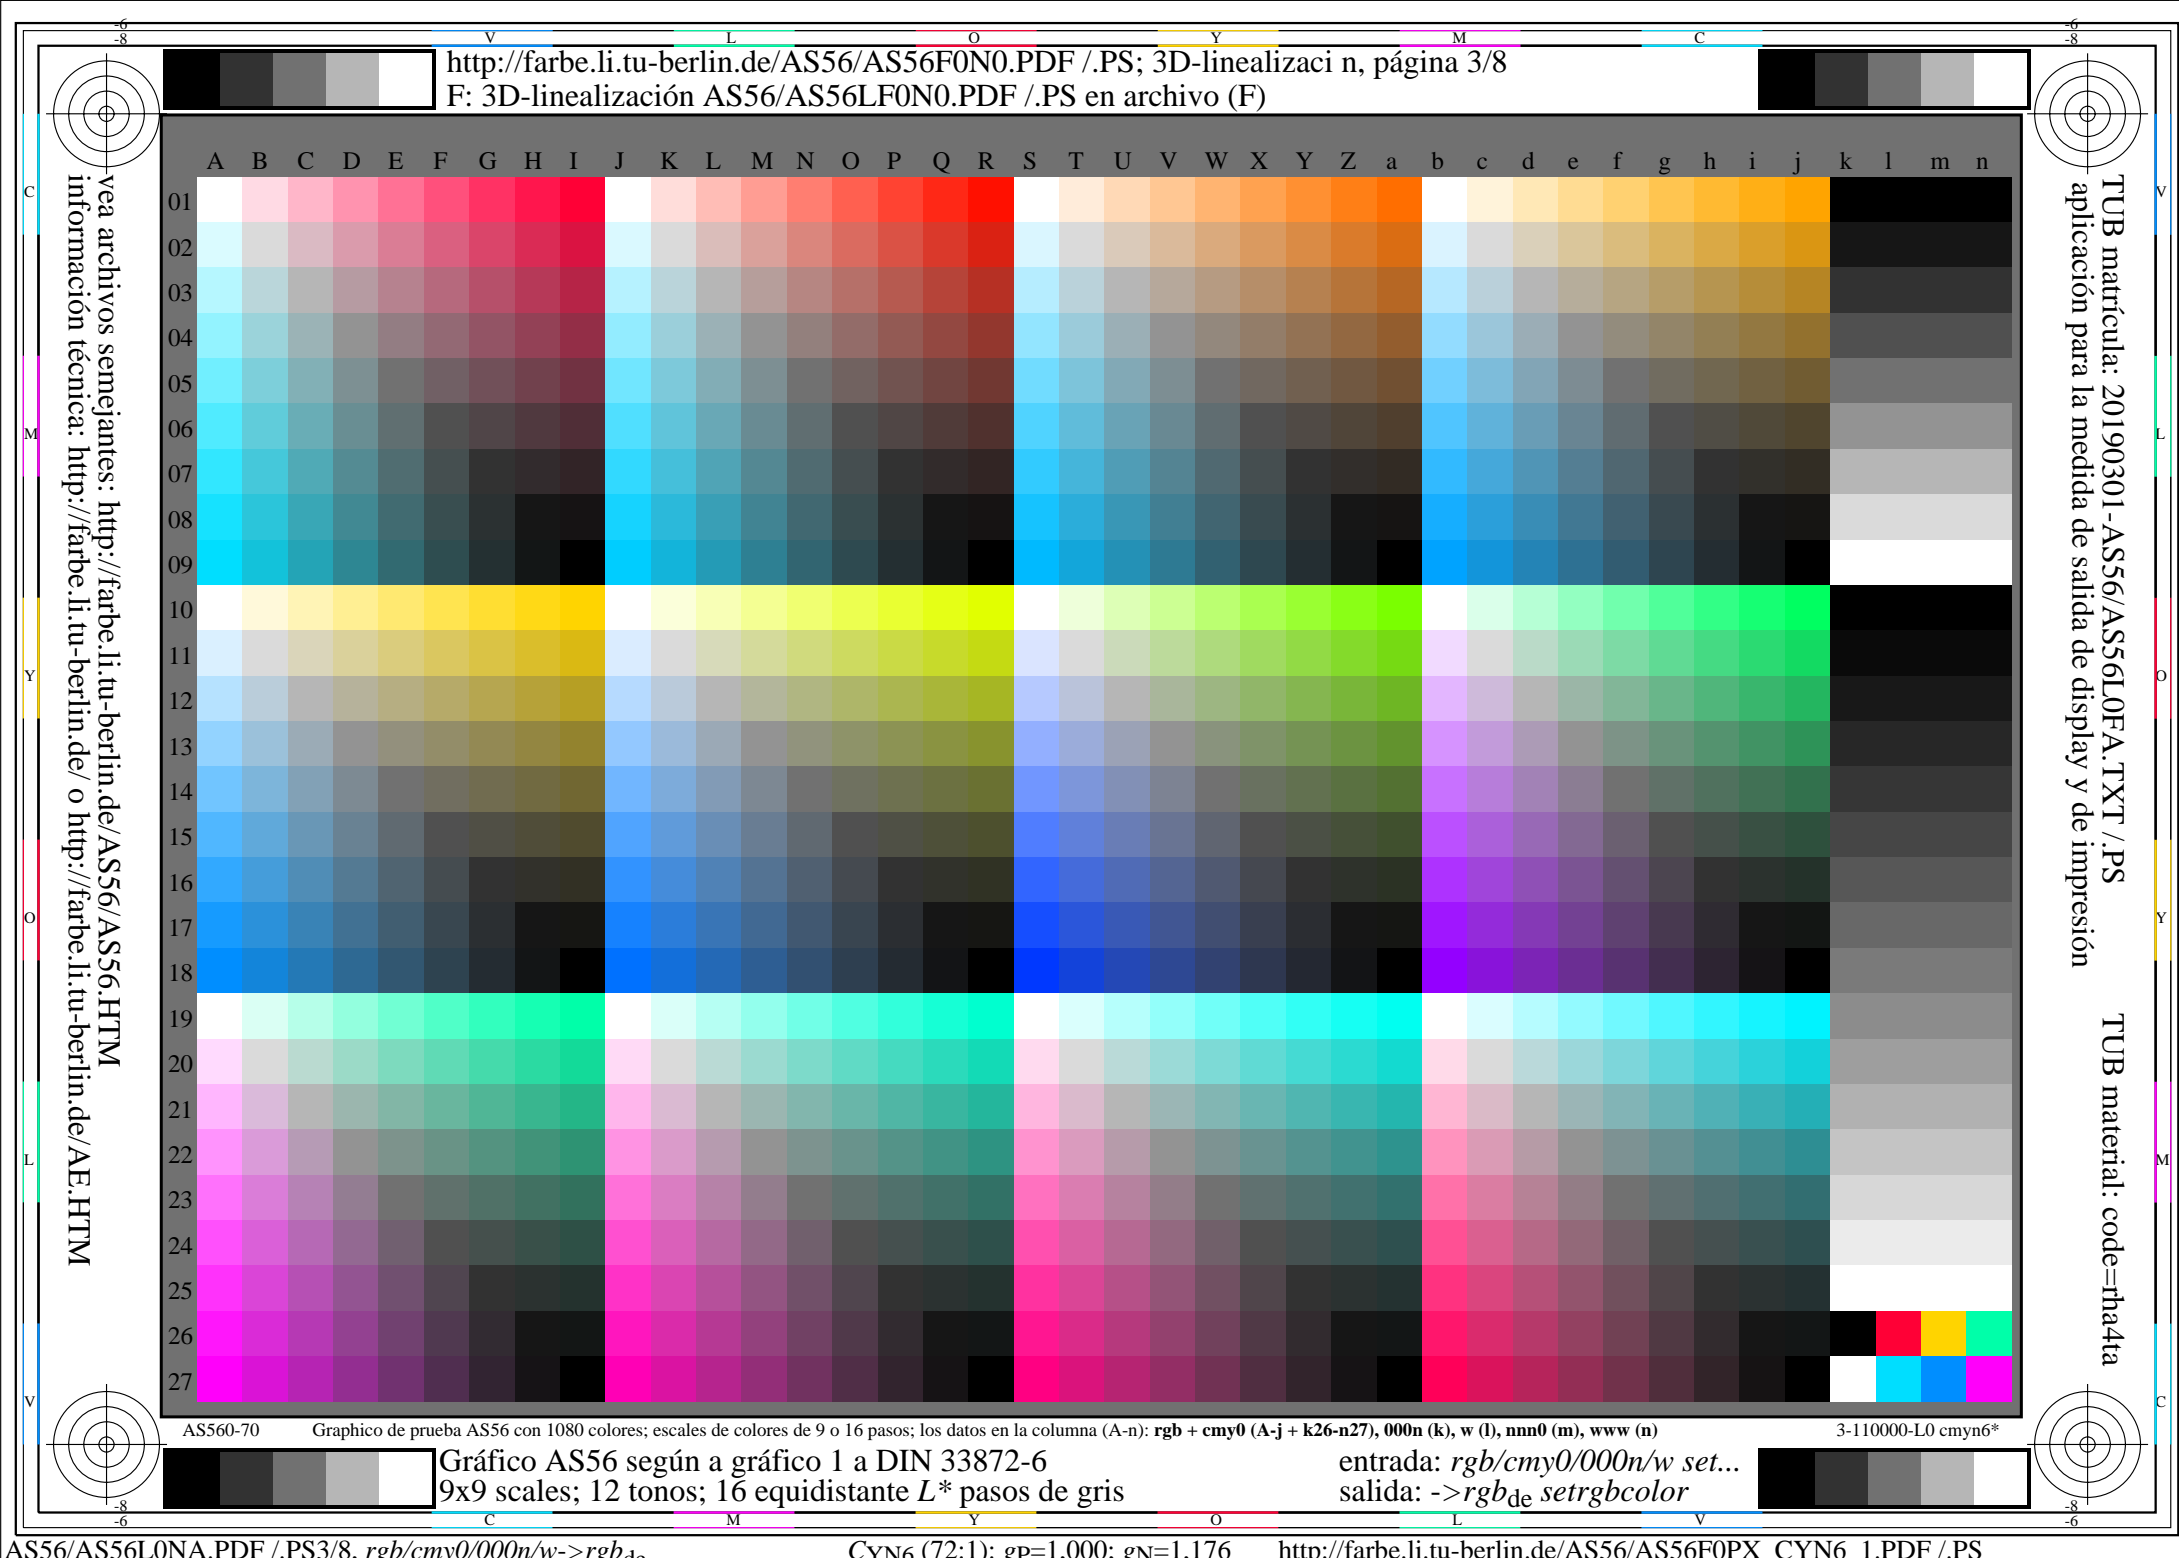 -6
-8
V L O Y M C
-6
-8
http://farbe.li.tu-berlin.de/AS56/AS56F0N0.PDF /.PS; 3D-linealizaci n, página 3/8
F: 3D-linealización AS56/AS56LF0N0.PDF /.PS en archivo (F)
A B C D E F G H I J K L M N O P Q R S T U V W X Y Z a b c d e f g h i j k l m n
01
02
03
04
05
06
07
08
09
10
11
12
13
14
15
16
17
18
19
20
21
22
23
24
25
26
27
C
M
Y
O
L
V
vea archivos semejantes: http://farbe.li.tu-berlin.de/AS56/AS56.HTM
información técnica: http://farbe.li.tu-berlin.de/ o http://farbe.li.tu-berlin.de/AE.HTM
TUB matrícula: 20190301-AS56/AS56L0FA.TXT /.PS TUB material: code=rha4ta
aplicación para la medida de salida de display y de impresión
V
L
O
Y
M
C
AS560-70 Graphico de prueba AS56 con 1080 colores; escales de colores de 9 o 16 pasos; los datos en la columna (A-n): rgb + cmy0 (A-j + k26-n27), 000n (k), w (l), nnn0 (m), www (n) 3-110000-L0 cmyn6*
Gráfico AS56 según a gráfico 1 a DIN 33872-6
9x9 scales; 12 tonos; 16 equidistante L* pasos de gris
entrada: rgb/cmy0/000n/w set...
salida: ->rgbde setrgbcolor
-8
-6
C M Y O L V
-8
-6
AS56/AS56L0NA.PDF /.PS3/8, rgb/cmy0/000n/w->rgbde CYN6 (72:1): gP=1.000; gN=1.176 http://farbe.li.tu-berlin.de/AS56/AS56F0PX_CYN6_1.PDF /.PS